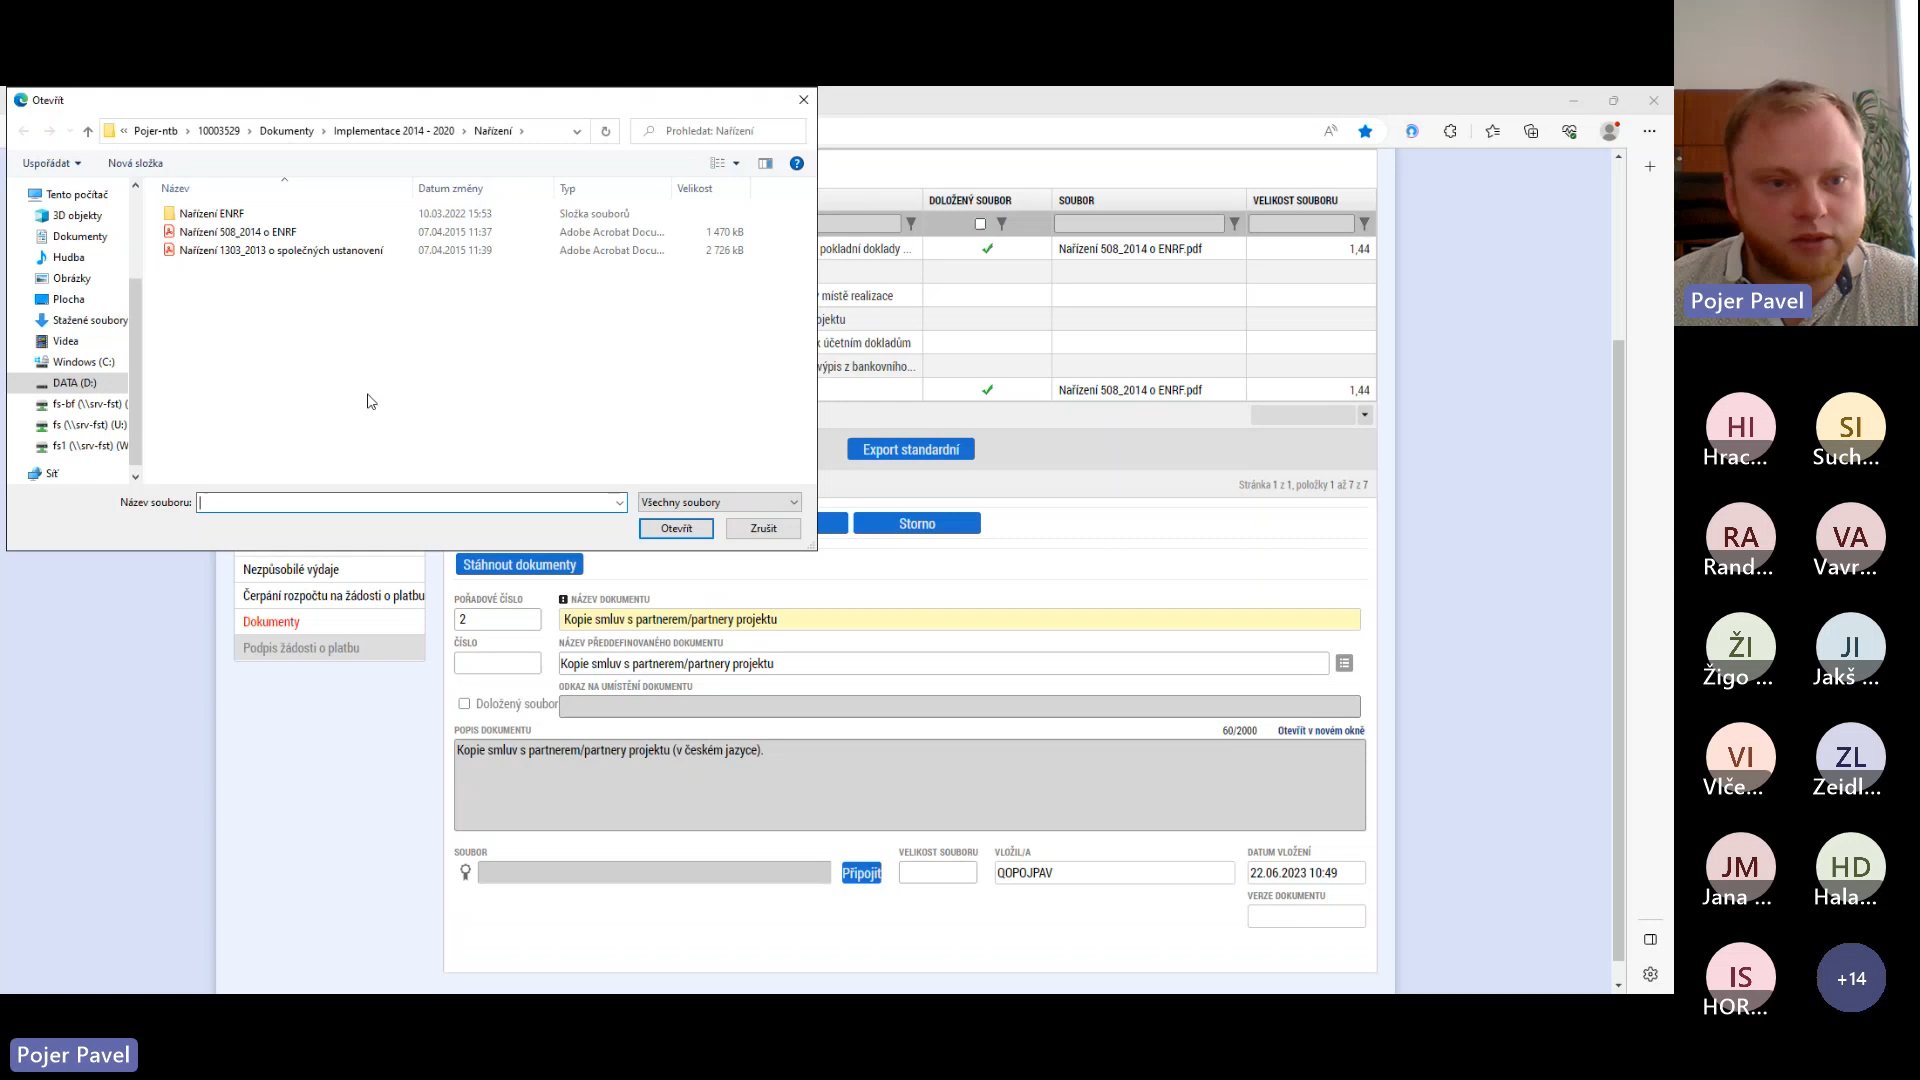 Otevřít
« Pojer-ntb › 10003529 › Dokumenty › Implementace 2014 - 2020 › Nařízení ›
Prohledat: Nařízení
Uspořádat
Nová složka
Název Datum změny Typ Velikost
Nařízení ENRF 10.03.2022 15:53 Složka souborů
Nařízení 508_2014 o ENRF 07.04.2015 11:37 Adobe Acrobat Docu... 1 470 kB
Nařízení 1303_2013 o společných ustanovení 07.04.2015 11:39 Adobe Acrobat Docu... 2 726 kB
Tento počítač
3D objekty
Dokumenty
Hudba
Obrázky
Plocha
Stažené soubory
Videa
Windows (C:)
DATA (D:)
fs-bf (\\srv-fst) (
fs (\\srv-fst) (U:)
fs1 (\\srv-fst) (W
Síť
Název souboru:
Všechny soubory
Otevřít
Zrušit
DOLOŽENÝ SOUBOR SOUBOR VELIKOST SOUBORU
pokladní doklady ... Nařízení 508_2014 o ENRF.pdf 1,44
místě realizace
ojektu
k účetním dokladům
výpis z bankovního...
Nařízení 508_2014 o ENRF.pdf 1,44
Export standardní
Stránka 1 z 1, položky 1 až 7 z 7
Storno
Nezpůsobilé výdaje
Čerpání rozpočtu na žádosti o platbu
Dokumenty
Podpis žádosti o platbu
Stáhnout dokumenty
POŘADOVÉ ČÍSLO
2
NÁZEV DOKUMENTU
Kopie smluv s partnerem/partnery projektu
ČÍSLO
NÁZEV PŘEDDEFINOVANÉHO DOKUMENTU
Kopie smluv s partnerem/partnery projektu
ODKAZ NA UMÍSTĚNÍ DOKUMENTU
Doložený soubor
POPIS DOKUMENTU
60/2000
Otevřít v novém okně
Kopie smluv s partnerem/partnery projektu (v českém jazyce).
SOUBOR
Připojit
VELIKOST SOUBORU
VLOŽIL/A
QOPOJPAV
DATUM VLOŽENÍ
22.06.2023 10:49
VERZE DOKUMENTU
Pojer Pavel
HI
Hrac...
SI
Such...
RA
Rand...
VA
Vavr...
ŽI
Žigo ...
JI
Jakš ...
VI
Vlče...
ZL
Zeidl...
JM
Jana ...
HD
Hala...
IS
HOR...
+14
Pojer Pavel